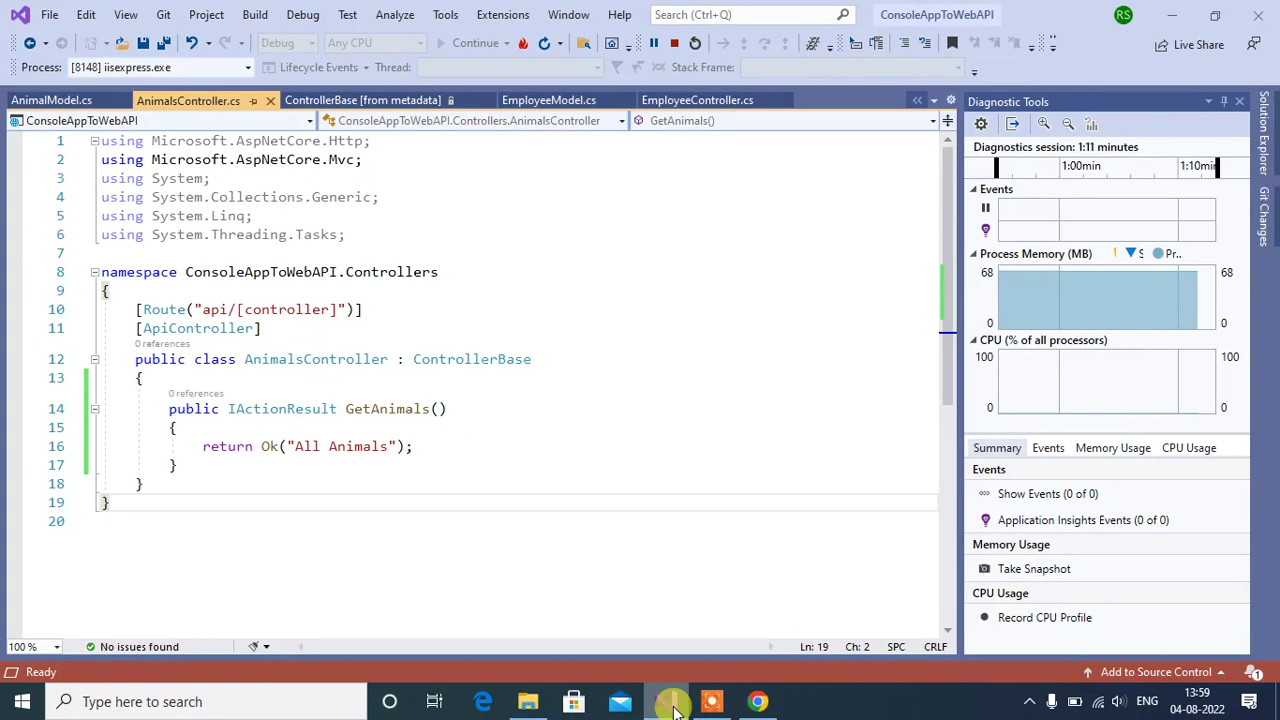 File Edit View Git Project Build Debug Test Analyze Tools Extensions Window Help Search (Ctrl+Q) ConsoleAppToWebAPI RS
Debug Any CPU Continue Live Share
Process: [8148] iisexpress.exe Lifecycle Events Thread: Stack Frame:
AnimalModel.cs AnimalsController.cs ControllerBase [from metadata] EmployeeModel.cs EmployeeController.cs
ConsoleAppToWebAPI ConsoleAppToWebAPI.Controllers.AnimalsController GetAnimals()
1 using Microsoft.AspNetCore.Http;
2 using Microsoft.AspNetCore.Mvc;
3 using System;
4 using System.Collections.Generic;
5 using System.Linq;
6 using System.Threading.Tasks;
7
8 namespace ConsoleAppToWebAPI.Controllers
9 {
10 [Route("api/[controller]")]
11 [ApiController]
0 references
12 public class AnimalsController : ControllerBase
13 {
0 references
14 public IActionResult GetAnimals()
15 {
16 return Ok("All Animals");
17 }
18 }
19 }
20
100 % No issues found Ln: 19 Ch: 2 SPC CRLF
Diagnostic Tools
Diagnostics session: 1:11 minutes
1:00min 1:10min
Events
Process Memory (MB) S Pr...
68 68
0 0
CPU (% of all processors)
100 100
0 0
Summary Events Memory Usage CPU Usage
Events
Show Events (0 of 0)
Application Insights Events (0 of 0)
Memory Usage
Take Snapshot
CPU Usage
Record CPU Profile
Solution Explorer
Git Changes
Ready Add to Source Control 1
Type here to search ENG 13:59
04-08-2022